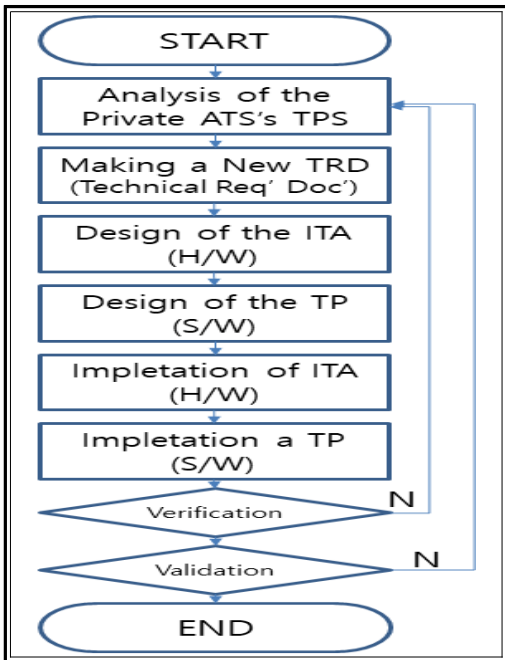 START
Analysis of the
Private ATS's TPS
Making a New TRD
(Technical Req' Doc')
Design of the ITA
(H/W)
Design of the TP
(S/W)
Impletation of ITA
(H/W)
Impletation a TP
(S/W)
N
Verification
N
Validation
END